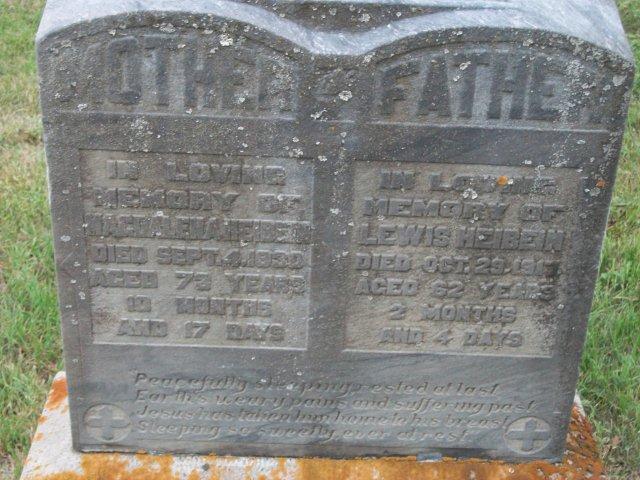 MOTHER
IN LOVING
MEMORY OF
MAGDALENA HEIBEIN
DIED SEPT. 4, 1930
AGED 73 YEARS
10 MONTHS
AND 17 DAYS
FATHER
IN LOVING
MEMORY OF
LEWIS HEIBEIN
DIED OCT. 29,
AGED 62 YEARS
2 MONTHS
AND 4 DAYS
Peacefully sleeping rested at last
Earth's weary pains and suffering past
Jesus has taken him home to his breast
Sleeping so sweetly ever at rest